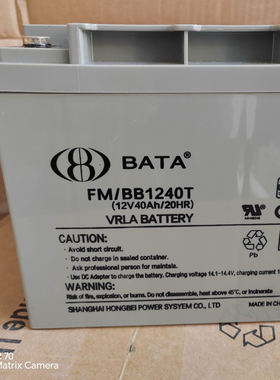 BATA®
FM/BB1240T
(12V40Ah/20HR)
VRLA BATTERY
CAUTION:
Avoid short circuit.
Do not charge in sealed container.
Ask professional person for maintain.
Use DC Adapter to charge the battery. Charging voltage 14.1-14.4V, charging current 1
Pb
WARNING:
Risk of fire, explosion, or burns. Do not disassemble, heat above 45°C, or incinerate.
SHANGHAI HONGBEI POWER SYSYEM CO., LTD
MADE IN CH
Matrix Camera